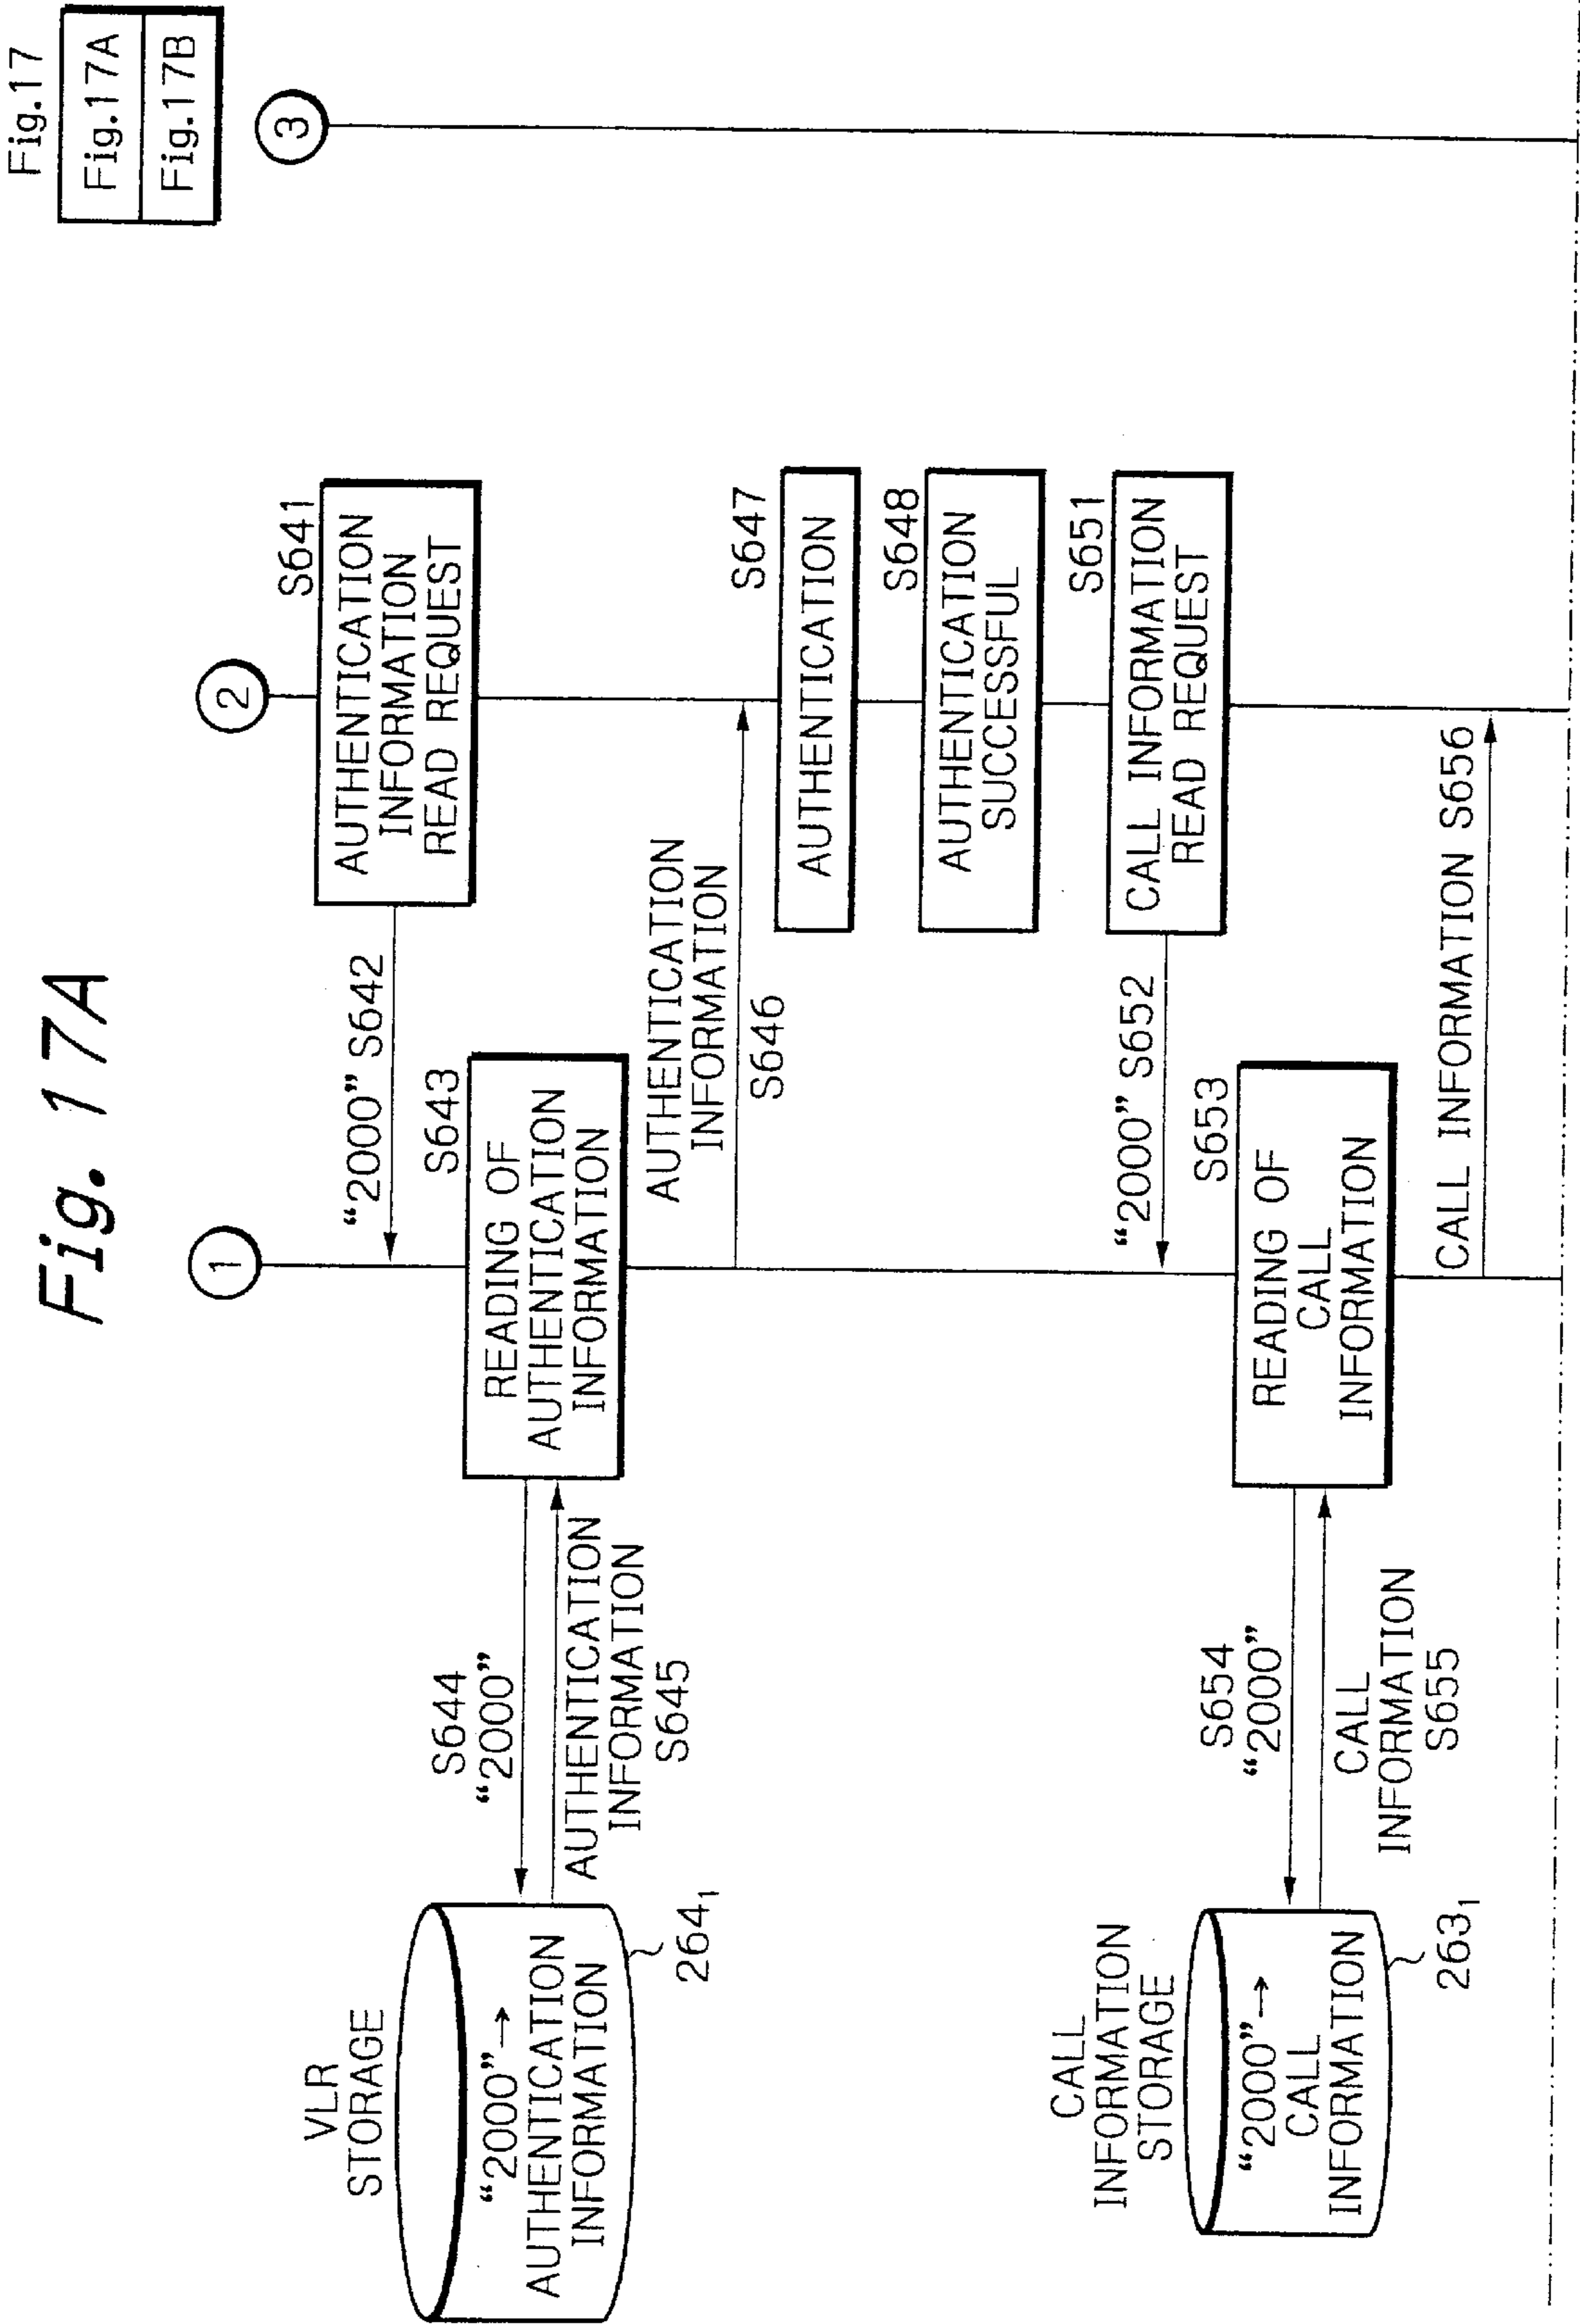 Fig. 17A
Fig.17
Fig.17A
Fig.17B
1
2
3
S641
AUTHENTICATION
INFORMATION
READ REQUEST
“2000” S642
S643
READING OF
AUTHENTICATION
INFORMATION
VLR
STORAGE
“2000”→
AUTHENTICATION
INFORMATION
264₁
S644
“2000”
AUTHENTICATION
INFORMATION
S645
AUTHENTICATION
INFORMATION
S646
S647
AUTHENTICATION
S648
AUTHENTICATION
SUCCESSFUL
S651
CALL INFORMATION
READ REQUEST
“2000” S652
S653
READING OF
CALL
INFORMATION
CALL
INFORMATION
STORAGE
“2000”→
CALL
INFORMATION
263₁
S654
“2000”
CALL
INFORMATION
S655
CALL INFORMATION S656